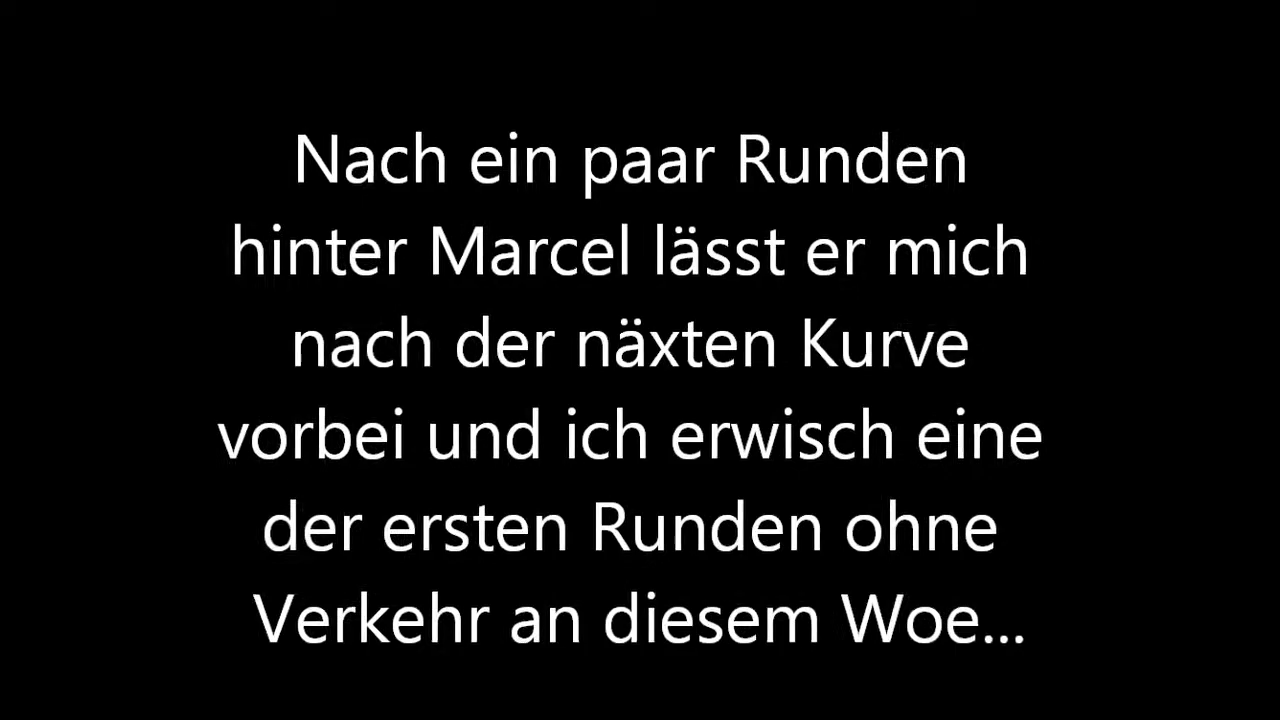 Nach ein paar Runden
hinter Marcel lässt er mich
nach der näxten Kurve
vorbei und ich erwisch eine
der ersten Runden ohne
Verkehr an diesem Woe...